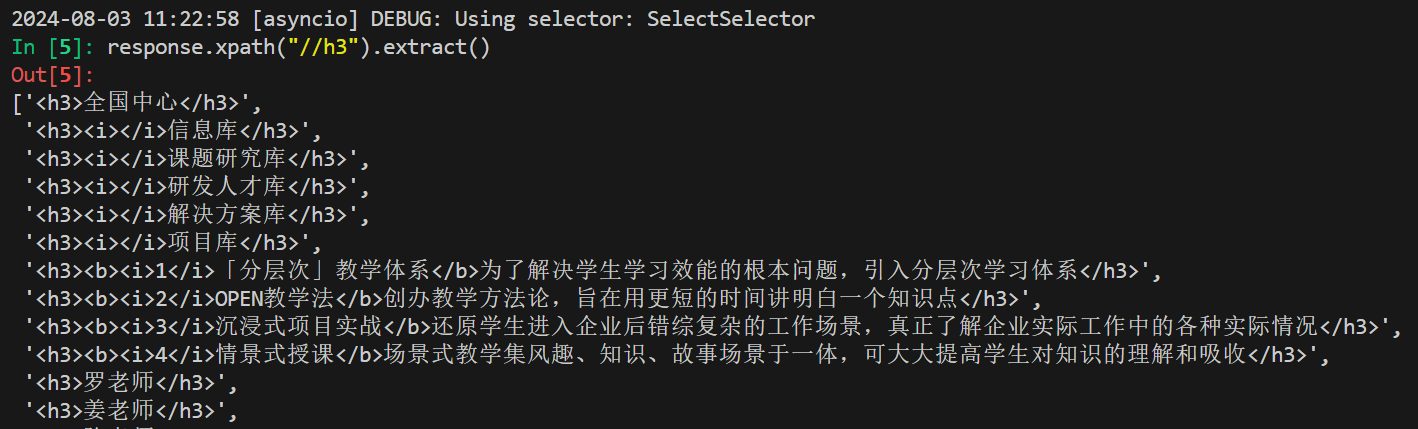 2024-08-03 11:22:58 [asyncio] DEBUG: Using selector: SelectSelector
In [5]: response.xpath("//h3").extract()
Out[5]:
['<h3>全国中心</h3>',
 '<h3><i></i>信息库</h3>',
 '<h3><i></i>课题研究库</h3>',
 '<h3><i></i>研发人才库</h3>',
 '<h3><i></i>解决方案库</h3>',
 '<h3><i></i>项目库</h3>',
 '<h3><b><i>1</i>「分层次」教学体系</b>为了解决学生学习效能的根本问题，引入分层次学习体系</h3>',
 '<h3><b><i>2</i>OPEN教学法</b>创办教学方法论，旨在用更短的时间讲明白一个知识点</h3>',
 '<h3><b><i>3</i>沉浸式项目实战</b>还原学生进入企业后错综复杂的工作场景，真正了解企业实际工作中的各种实际情况</h3>',
 '<h3><b><i>4</i>情景式授课</b>场景式教学集风趣、知识、故事场景于一体，可大大提高学生对知识的理解和吸收</h3>',
 '<h3>罗老师</h3>',
 '<h3>姜老师</h3>',